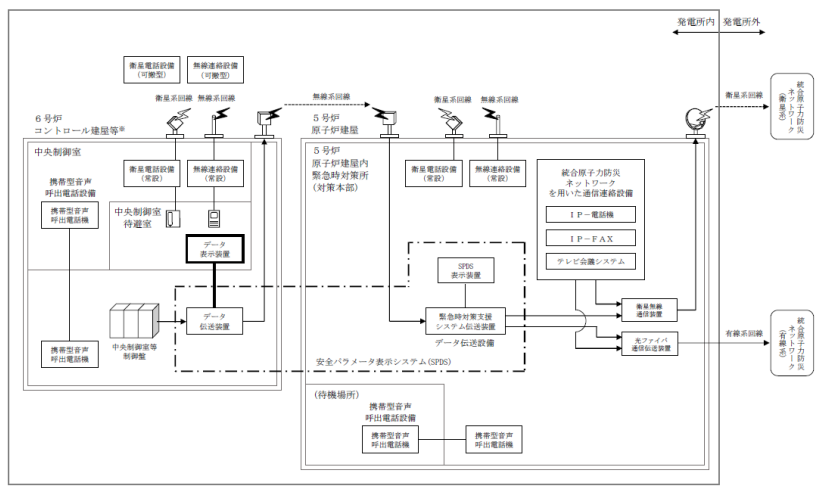 発電所内
発電所外
衛星電話設備
(可搬型)
無線連絡設備
(可搬型)
衛星系回線
無線系回線
無線系回線
6号炉
コントロール建屋等※
5号炉
原子炉建屋
衛星系回線
無線系回線
衛星系回線
統合原子力防災
ネットワーク
(衛星系)
中央制御室
携帯型音声
呼出電話設備
携帯型音声
呼出電話機
衛星電話設備
(常設)
無線連絡設備
(常設)
中央制御室
待避室
データ
表示装置
データ
伝送装置
中央制御室等
制御盤
携帯型音声
呼出電話機
5号炉
原子炉建屋内
緊急時対策所
(対策本部)
衛星電話設備
(常設)
無線連絡設備
(常設)
統合原子力防災
ネットワーク
を用いた通信連絡設備
IP-電話機
IP-FAX
テレビ会議システム
SPDS
表示装置
緊急時対策支援
システム伝送装置
データ伝送設備
安全パラメータ表示システム(SPDS)
衛星無線
通信装置
光ファイバ
通信伝送装置
有線系回線
統合原子力防災
ネットワーク
(有線系)
(待機場所)
携帯型音声
呼出電話設備
携帯型音声
呼出電話機
携帯型音声
呼出電話機